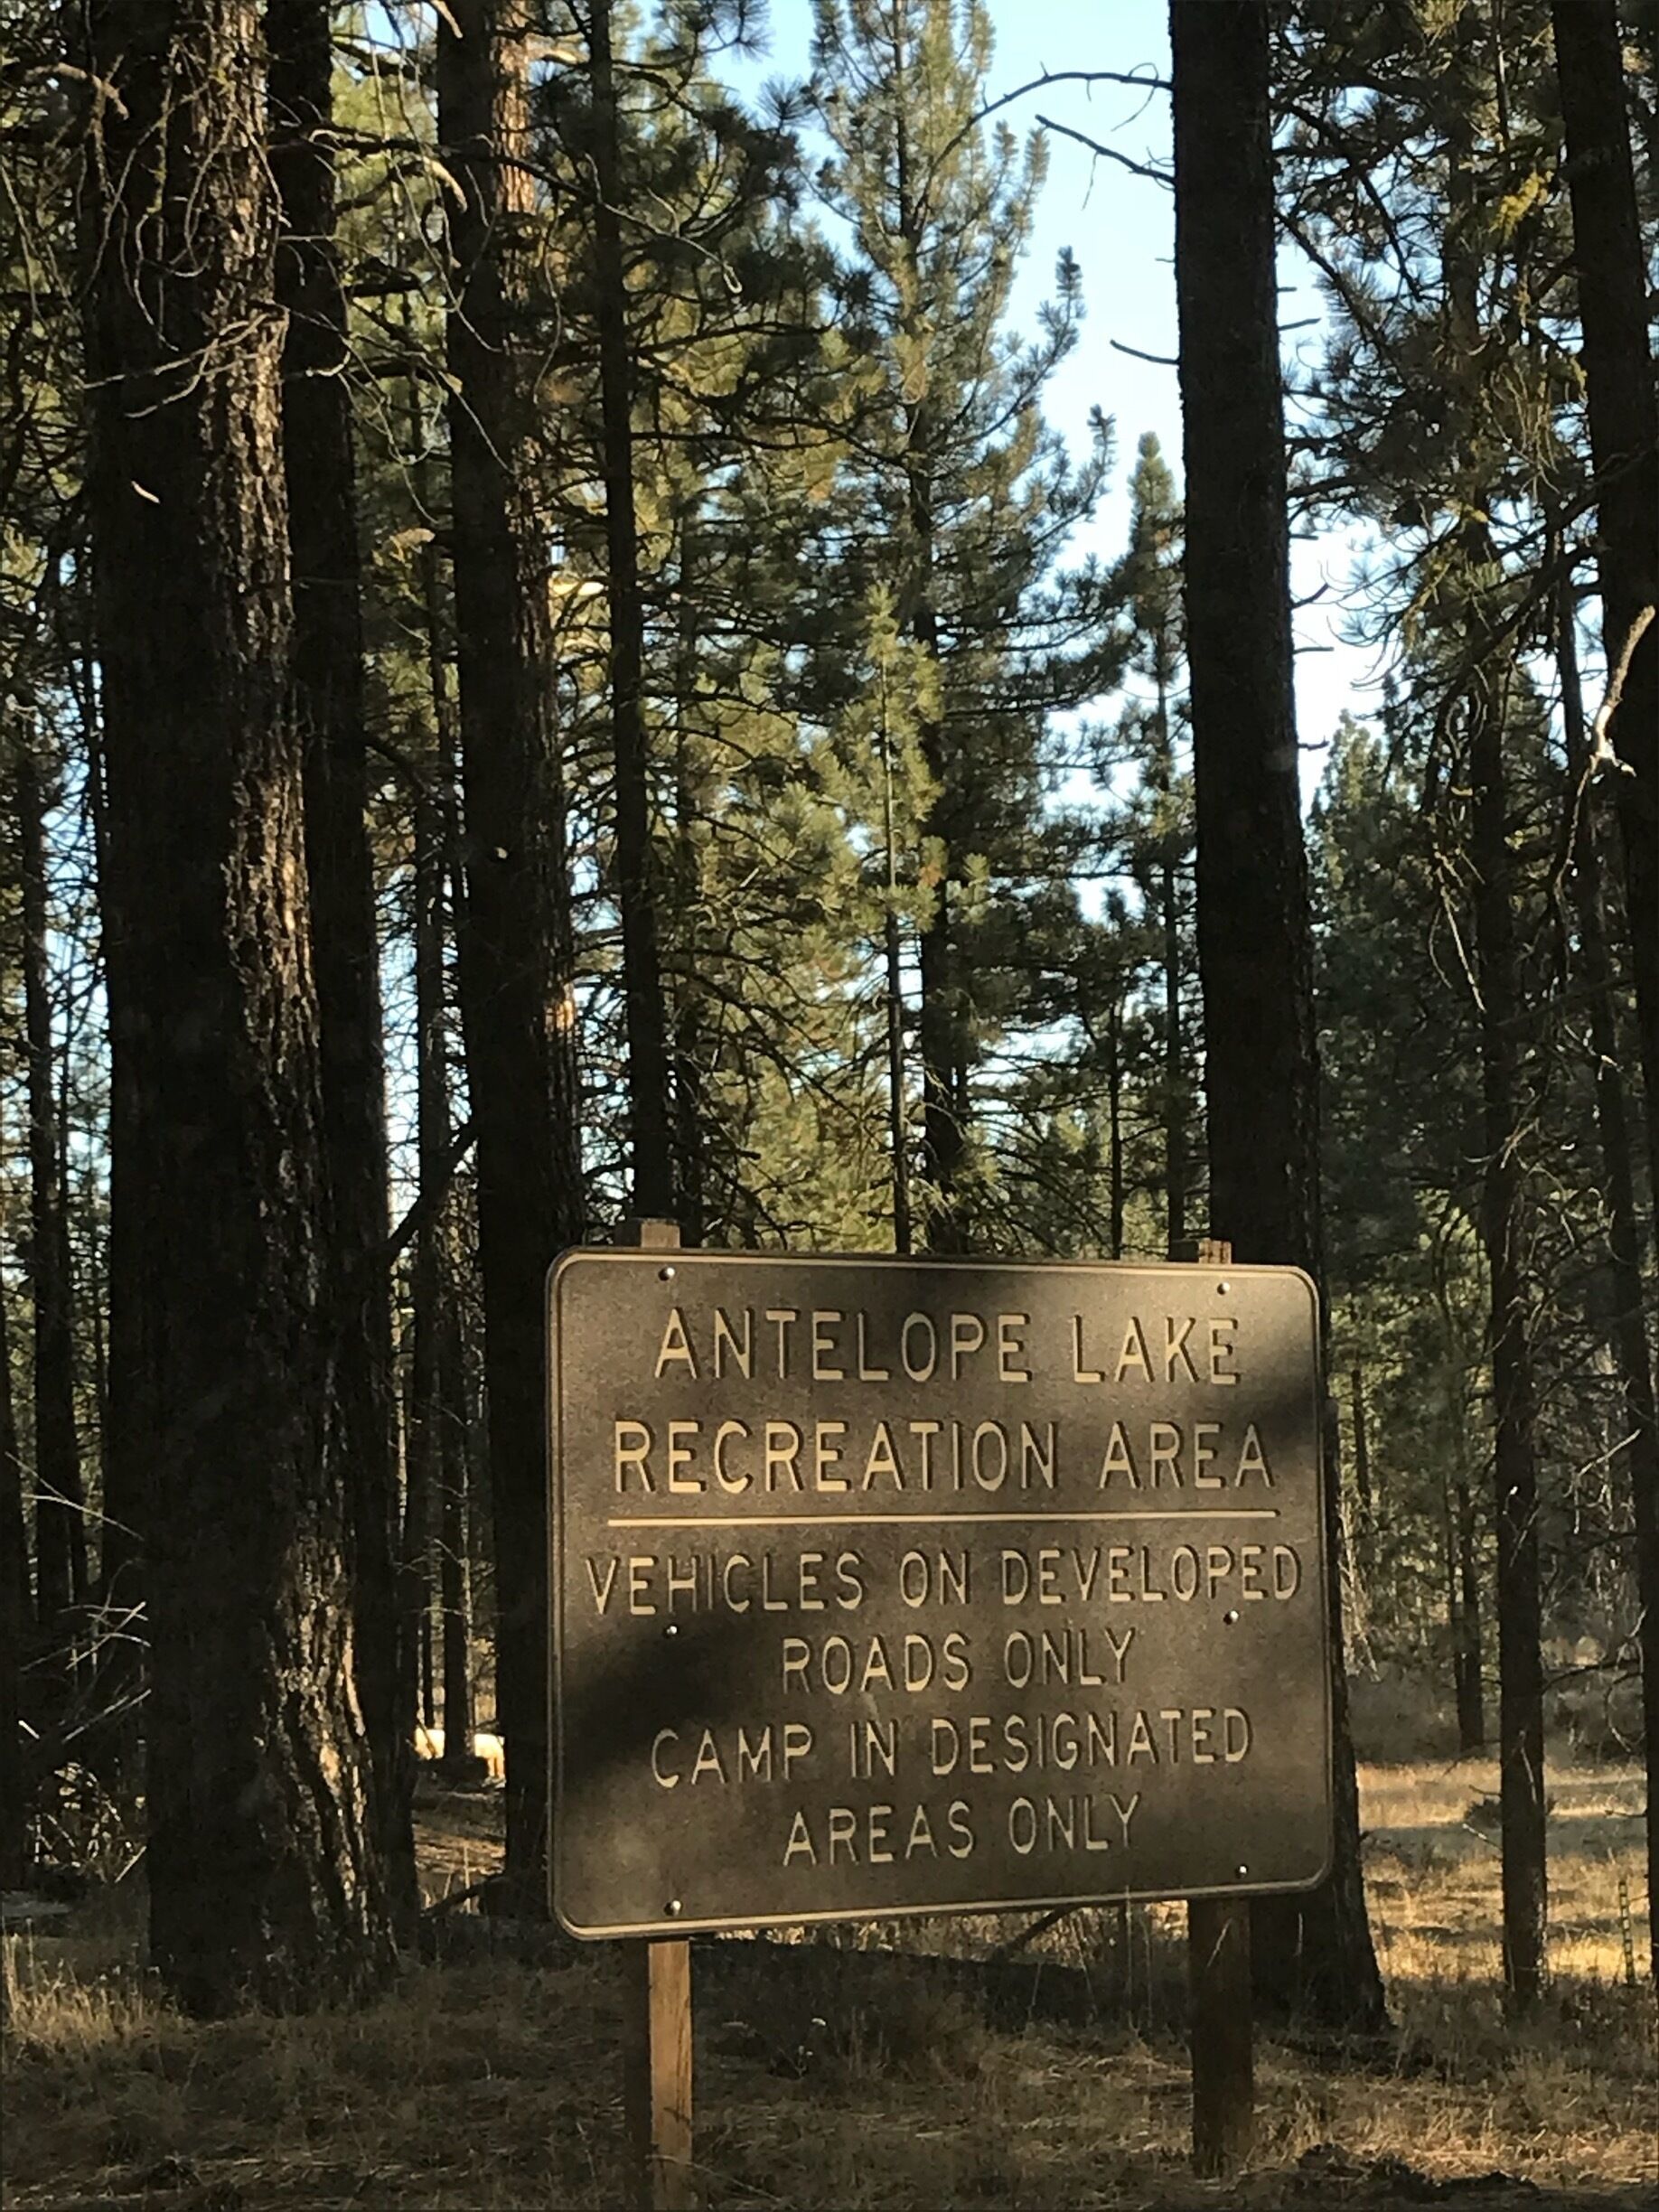 ANTELOPE LAKE
RECREATION AREA
VEHICLES ON DEVELOPED
ROADS ONLY
CAMP IN DESIGNATED
AREAS ONLY